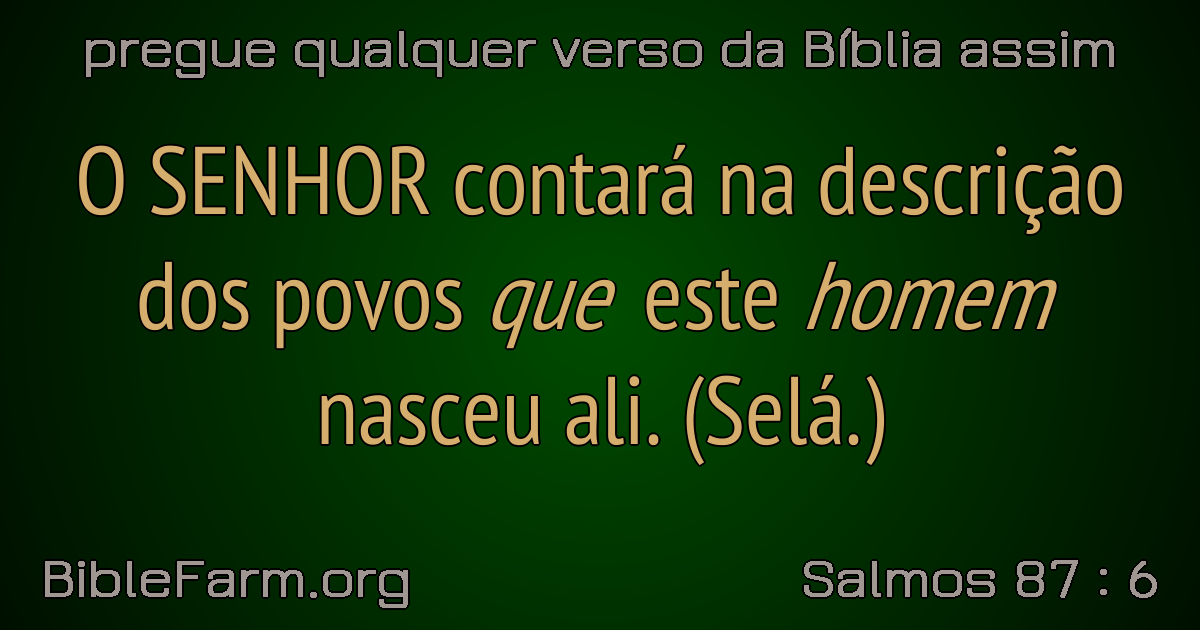 pregue qualquer verso da Bíblia assim
O SENHOR contará na descrição
dos povos que este homem
nasceu ali. (Selá.)
BibleFarm.org
Salmos 87 : 6